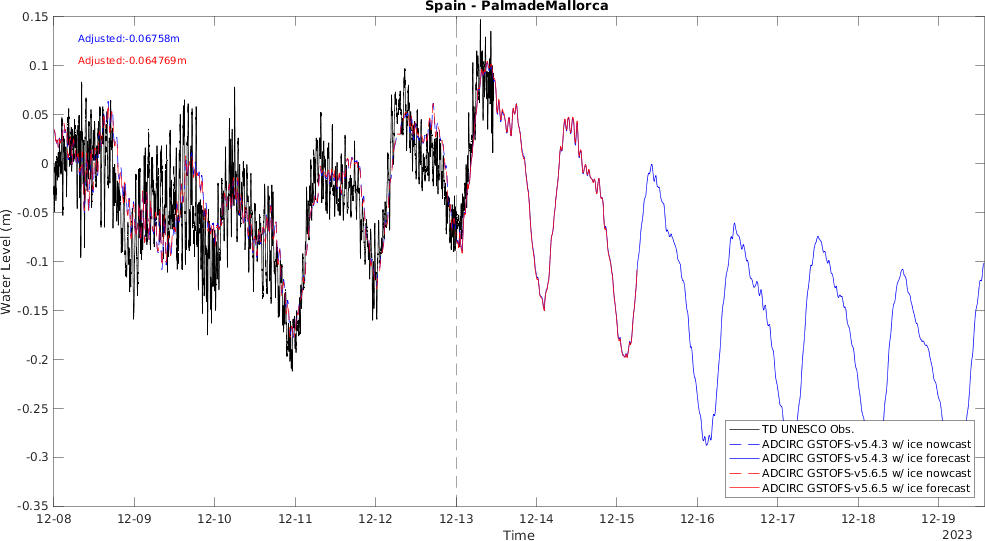 Spain - PalmadeMallorca
Adjusted:-0.06758m
Adjusted:-0.064769m
0.15
0.1
0.05
0
-0.05
-0.1
-0.15
-0.2
-0.25
-0.3
-0.35
Water Level (m)
TD UNESCO Obs.
ADCIRC GSTOFS-v5.4.3 w/ ice nowcast
ADCIRC GSTOFS-v5.4.3 w/ ice forecast
ADCIRC GSTOFS-v5.6.5 w/ ice nowcast
ADCIRC GSTOFS-v5.6.5 w/ ice forecast
12-08 12-09 12-10 12-11 12-12 12-13 12-14 12-15 12-16 12-17 12-18 12-19
Time
2023